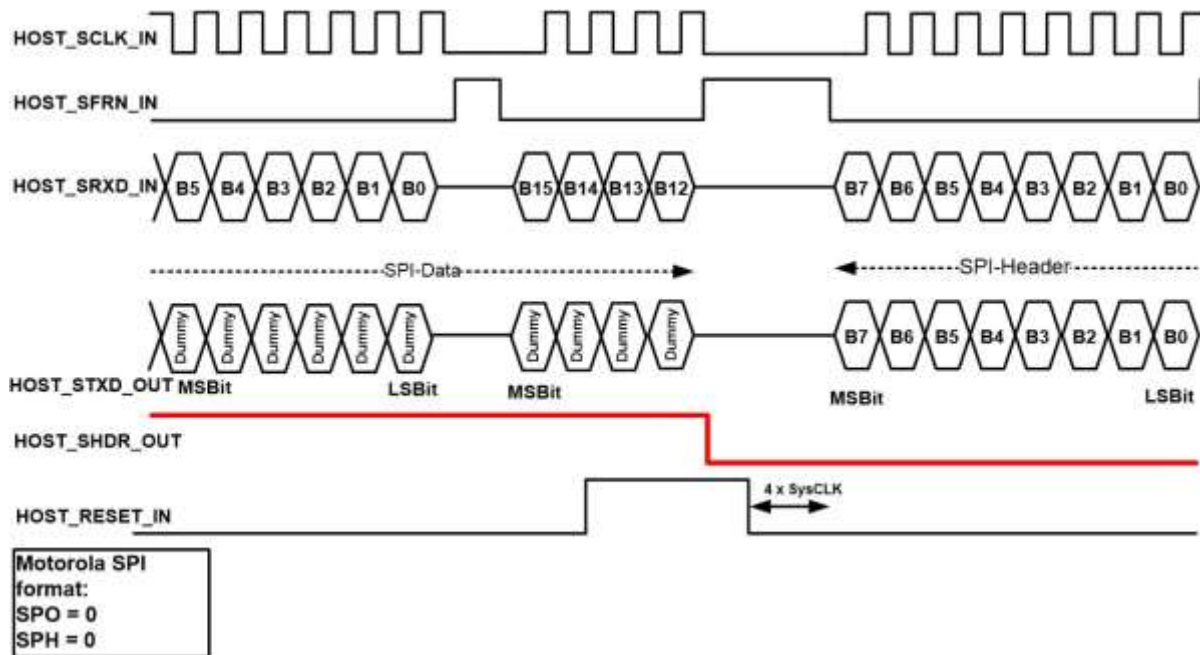 HOST_SCLK_IN
HOST_SFRN_IN
HOST_SRXD_IN B5 B4 B3 B2 B1 B0 B15 B14 B13 B12 B7 B6 B5 B4 B3 B2 B1 B0
SPI-Data SPI-Header
Dummy Dummy Dummy Dummy Dummy Dummy Dummy Dummy Dummy Dummy B7 B6 B5 B4 B3 B2 B1 B0
HOST_STXD_OUT MSBit LSBit MSBit MSBit LSBit
HOST_SHDR_OUT
4 x SysCLK
HOST_RESET_IN
Motorola SPI
format:
SPO = 0
SPH = 0